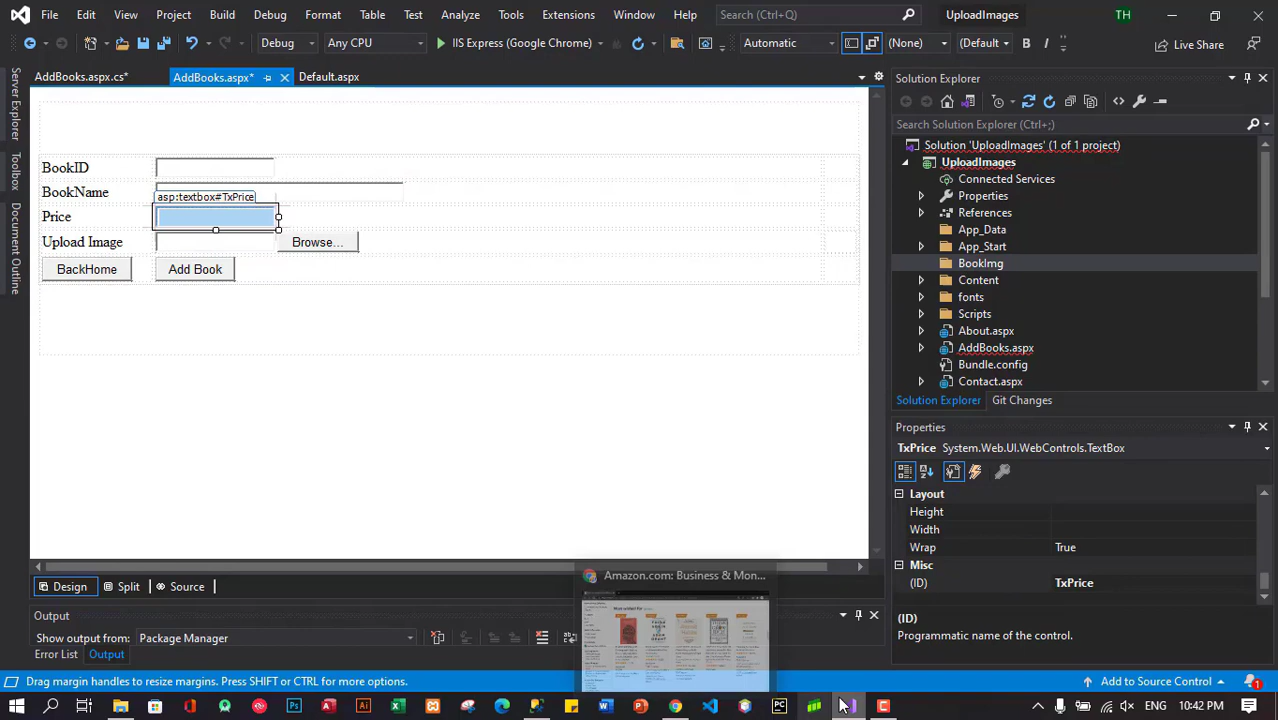 File Edit View Project Build Debug Format Table Test Analyze Tools Extensions Window Help Search (Ctrl+Q) UploadImages TH
Debug Any CPU IIS Express (Google Chrome) Automatic (None) (Default B I Live Share
AddBooks.aspx.cs* AddBooks.aspx* Default.aspx
Server Explorer
Toolbox
Document Outline
BookID
BookName
asp:textbox#TxPrice
Price
Upload Image Browse...
BackHome Add Book
Design Split Source
Output
Show output from: Package Manager
Error List Output
Amazon.com: Business & Mon...
Solution Explorer
Search Solution Explorer (Ctrl+;)
Solution 'UploadImages' (1 of 1 project)
UploadImages
Connected Services
Properties
References
App_Data
App_Start
BookImg
Content
fonts
Scripts
About.aspx
AddBooks.aspx
Bundle.config
Contact.aspx
Solution Explorer Git Changes
Properties
TxPrice System.Web.UI.WebControls.TextBox
Layout
Height
Width
Wrap True
Misc
(ID) TxPrice
(ID)
Programmatic name of the control.
Drag margin handles to resize margins. Press SHIFT or CTRL for more options. Add to Source Control 1
ENG 10:42 PM